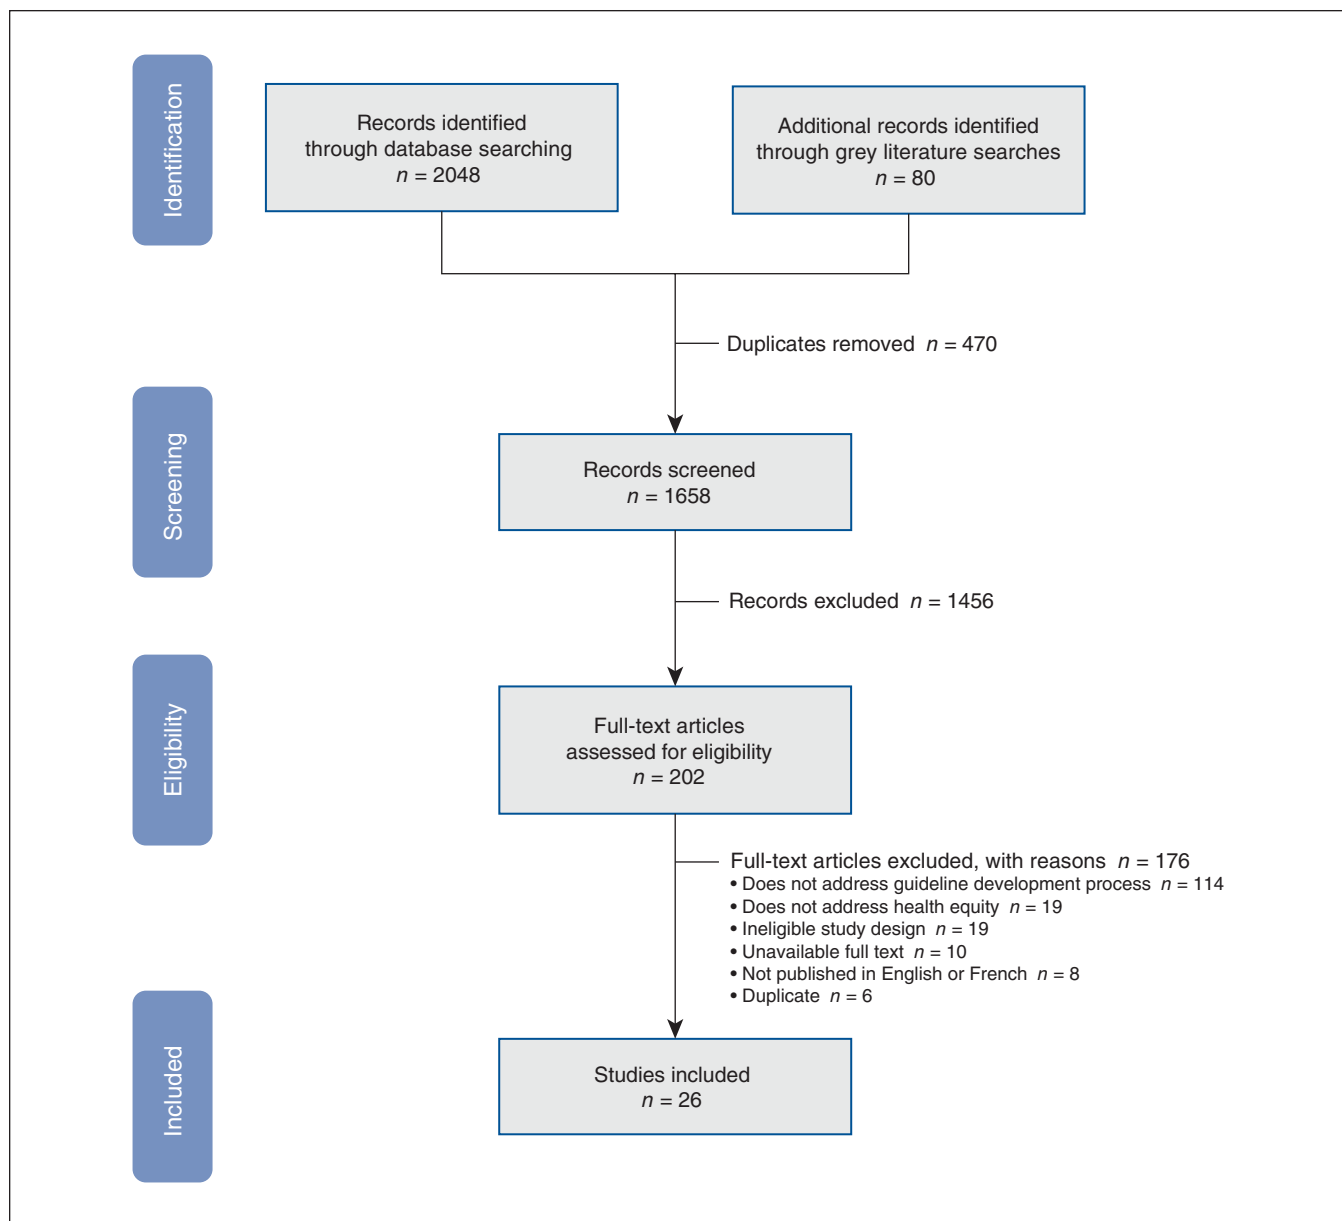 Identification
Records identified
through database searching
n = 2048
Additional records identified
through grey literature searches
n = 80
Duplicates removed n = 470
Screening
Records screened
n = 1658
Records excluded n = 1456
Eligibility
Full-text articles
assessed for eligibility
n = 202
Full-text articles excluded, with reasons n = 176
• Does not address guideline development process n = 114
• Does not address health equity n = 19
• Ineligible study design n = 19
• Unavailable full text n = 10
• Not published in English or French n = 8
• Duplicate n = 6
Included
Studies included
n = 26